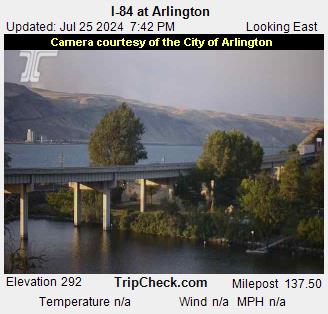 I-84 at Arlington
Updated: Jul 25 2024 7:42 PM Looking East
Camera courtesy of the City of Arlington
Elevation 292 TripCheck.com Milepost 137.50
Temperature n/a Wind n/a MPH n/a